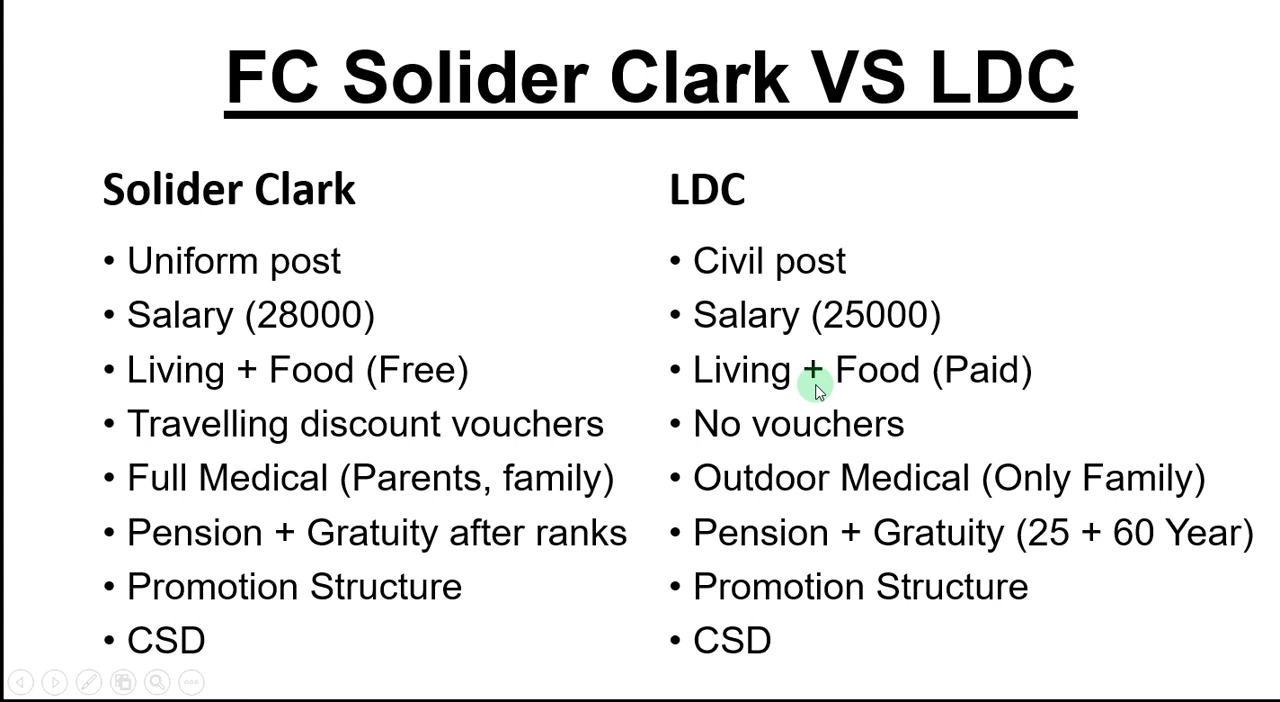 FC Solider Clark VS LDC
Solider Clark
• Uniform post
• Salary (28000)
• Living + Food (Free)
• Travelling discount vouchers
• Full Medical (Parents, family)
• Pension + Gratuity after ranks
• Promotion Structure
• CSD
LDC
• Civil post
• Salary (25000)
• Living + Food (Paid)
• No vouchers
• Outdoor Medical (Only Family)
• Pension + Gratuity (25 + 60 Year)
• Promotion Structure
• CSD